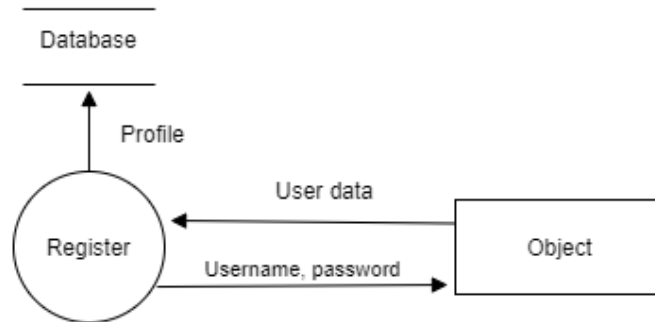 Database
Profile
User data
Register
Object
Username, password